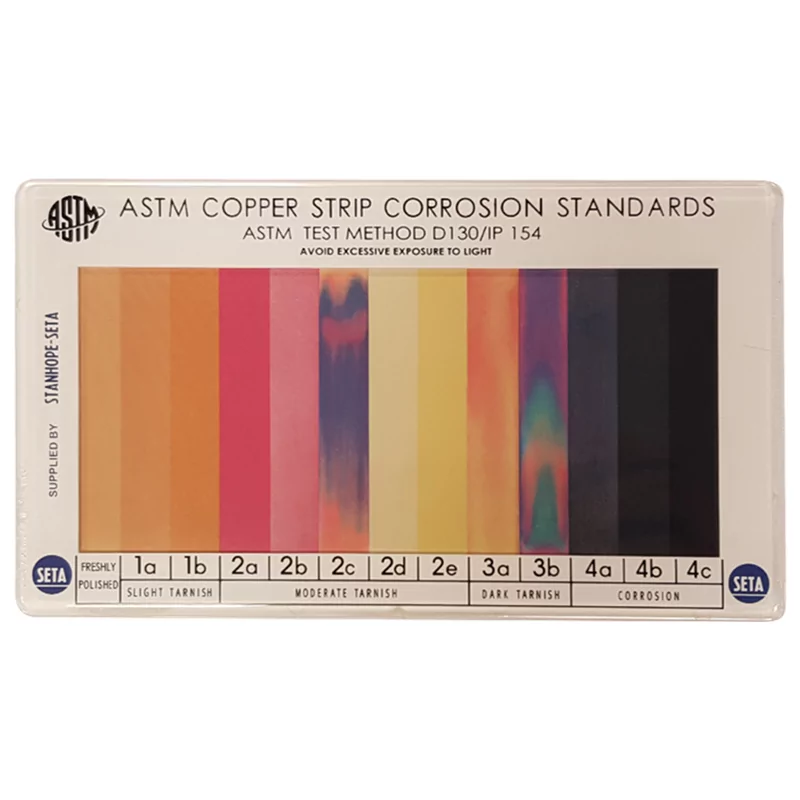 ASTM
ASTM COPPER STRIP CORROSION STANDARDS
ASTM TEST METHOD D130/IP 154
AVOID EXCESSIVE EXPOSURE TO LIGHT
SUPPLIED BY STANHOPE-SETA
SETA
FRESHLY POLISHED
1a 1b 2a 2b 2c 2d 2e 3a 3b 4a 4b 4c
SLIGHT TARNISH MODERATE TARNISH DARK TARNISH CORROSION
SETA